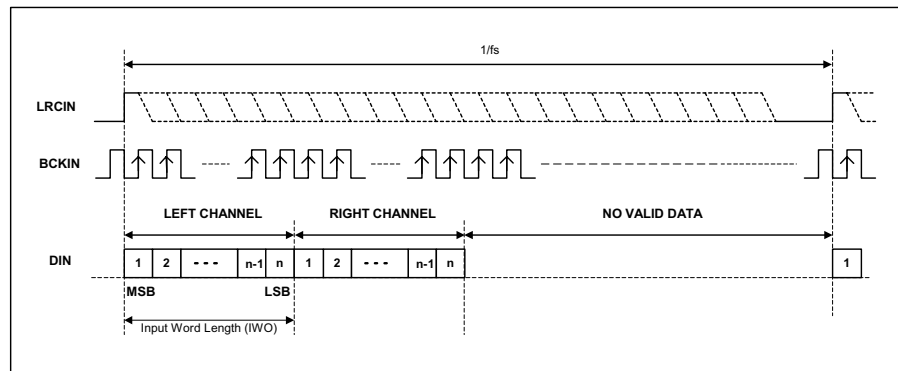 1/fs
LRCIN
BCKIN
LEFT CHANNEL RIGHT CHANNEL NO VALID DATA
DIN 1 2 - - - n-1 n 1 2 - - - n-1 n 1
MSB LSB
Input Word Length (IWO)